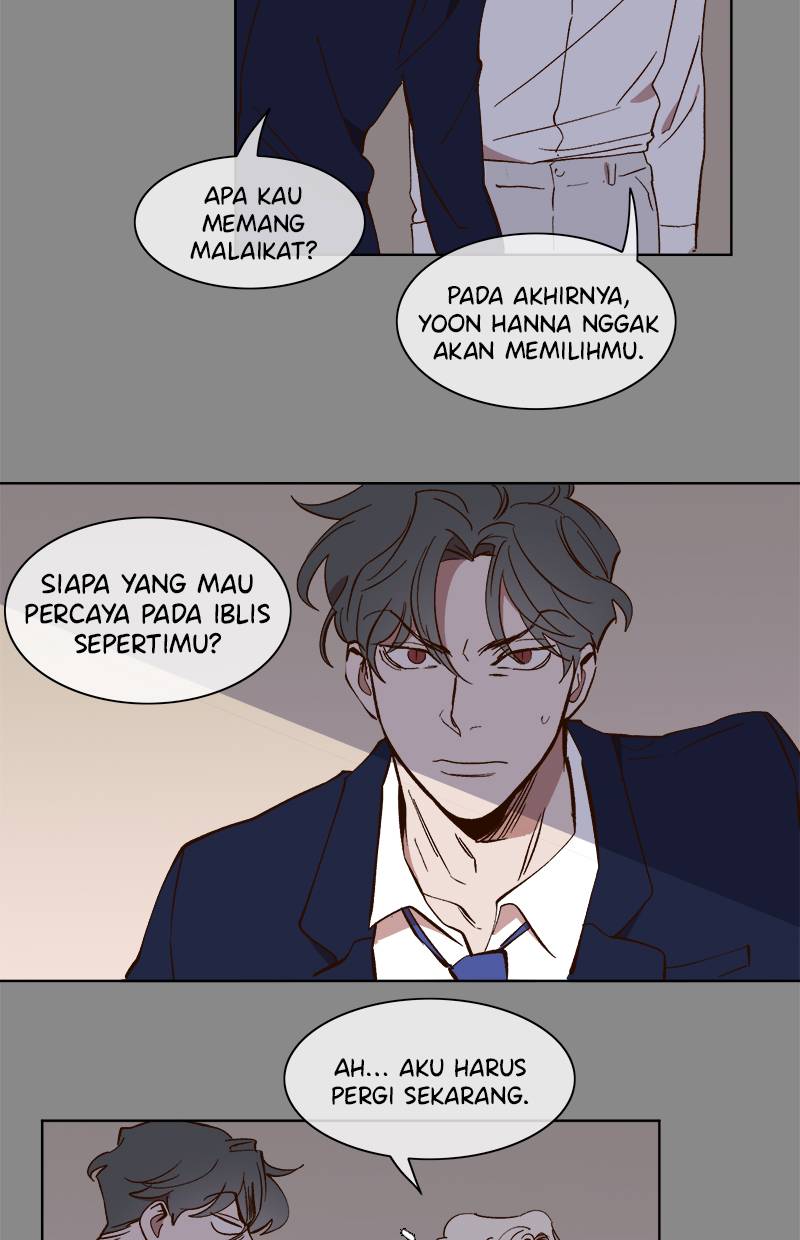 APA KAU
MEMANG
MALAIKAT?
PADA AKHIRNYA,
YOON HANNA NGGAK
AKAN MEMILIHMU.
SIAPA YANG MAU
PERCAYA PADA IBLIS
SEPERTIMU?
AH... AKU HARUS
PERGI SEKARANG.